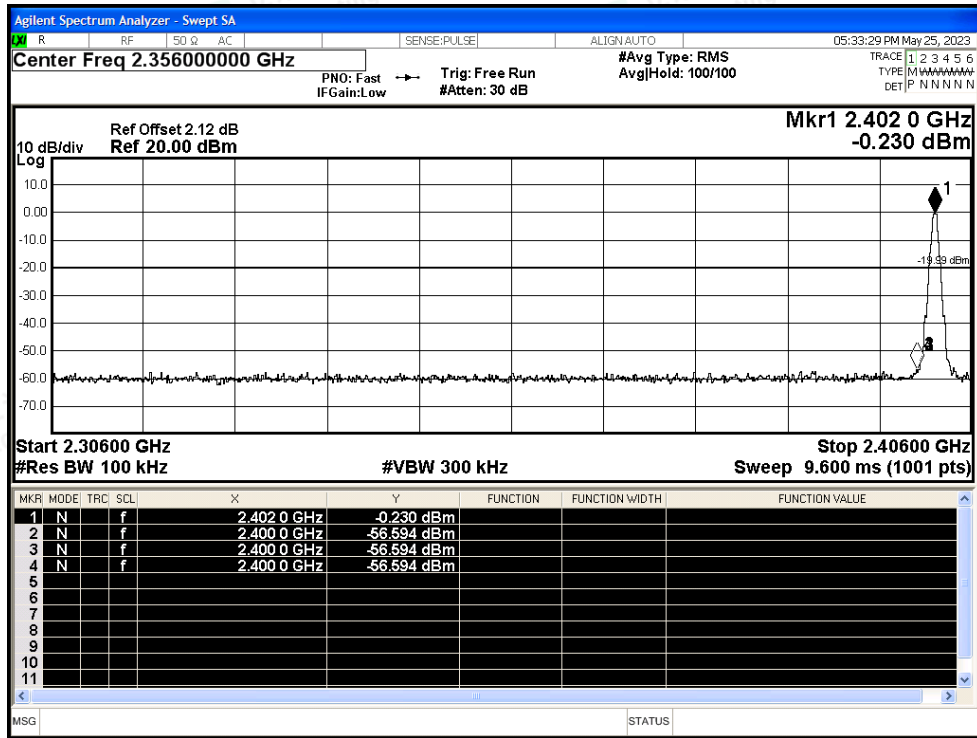 Agilent Spectrum Analyzer - Swept SA
LXI R RF 50 Ω AC SENSE:PULSE ALIGN AUTO 05:33:29 PM May 25, 2023
Center Freq 2.356000000 GHz
PNO: Fast
IFGain:Low
Trig: Free Run
#Atten: 30 dB
#Avg Type: RMS
Avg|Hold: 100/100
TRACE 1 2 3 4 5 6
TYPE M
DET P N N N N N
Ref Offset 2.12 dB
10 dB/div Ref 20.00 dBm
Log
Mkr1 2.402 0 GHz
-0.230 dBm
10.0
0.00
-10.0
-20.0
-30.0
-40.0
-50.0
-60.0
-70.0
1
-19.99 dBm
Start 2.30600 GHz Stop 2.40600 GHz
#Res BW 100 kHz #VBW 300 kHz Sweep 9.600 ms (1001 pts)
MKR MODE TRC SCL X Y FUNCTION FUNCTION WIDTH FUNCTION VALUE
1 N f 2.402 0 GHz -0.230 dBm
2 N f 2.400 0 GHz -56.594 dBm
3 N f 2.400 0 GHz -56.594 dBm
4 N f 2.400 0 GHz -56.594 dBm
5
6
7
8
9
10
11
MSG STATUS